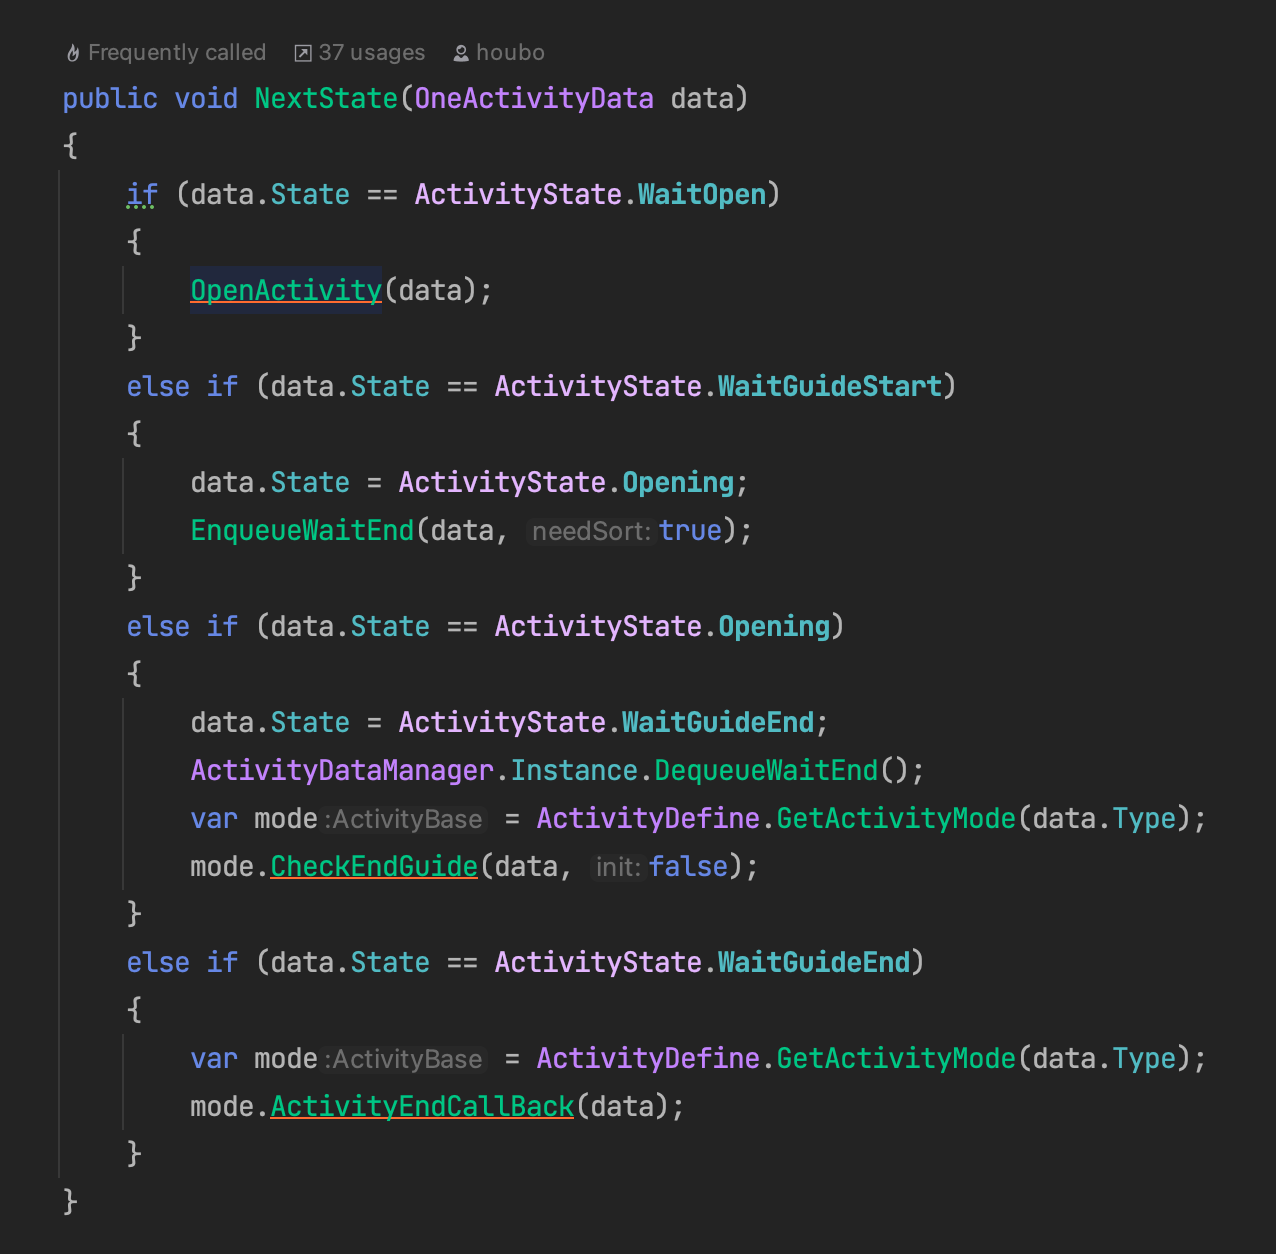 Frequently called 37 usages houbo
public void NextState(OneActivityData data)
{
if (data.State == ActivityState.WaitOpen)
{
OpenActivity(data);
}
else if (data.State == ActivityState.WaitGuideStart)
{
data.State = ActivityState.Opening;
EnqueueWaitEnd(data, needSort: true);
}
else if (data.State == ActivityState.Opening)
{
data.State = ActivityState.WaitGuideEnd;
ActivityDataManager.Instance.DequeueWaitEnd();
var mode :ActivityBase = ActivityDefine.GetActivityMode(data.Type);
mode.CheckEndGuide(data, init: false);
}
else if (data.State == ActivityState.WaitGuideEnd)
{
var mode :ActivityBase = ActivityDefine.GetActivityMode(data.Type);
mode.ActivityEndCallBack(data);
}
}